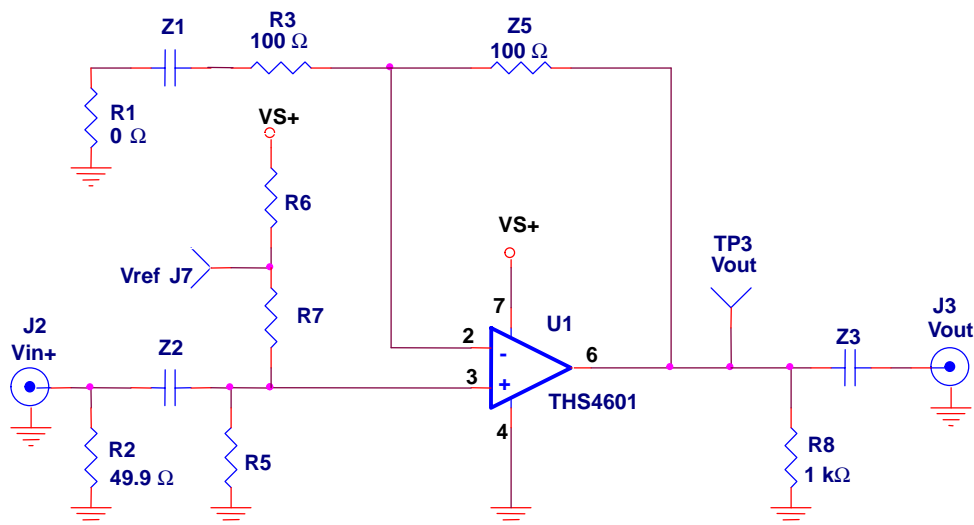 Z1
R3
100 Ω
Z5
100 Ω
R1
0 Ω
VS+
R6
VS+
TP3
Vout
Vref J7
R7
7
U1
J3
Vout
J2
Vin+
Z2
2
-
6
Z3
3
+
THS4601
4
R2
49.9 Ω
R5
R8
1 kΩ